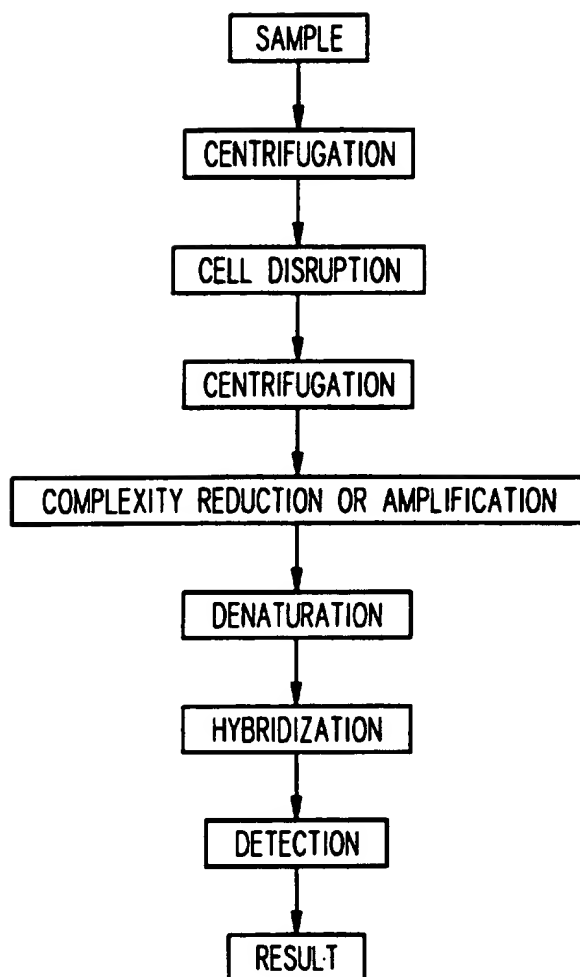 SAMPLE
CENTRIFUGATION
CELL DISRUPTION
CENTRIFUGATION
COMPLEXITY REDUCTION OR AMPLIFICATION
DENATURATION
HYBRIDIZATION
DETECTION
RESULT